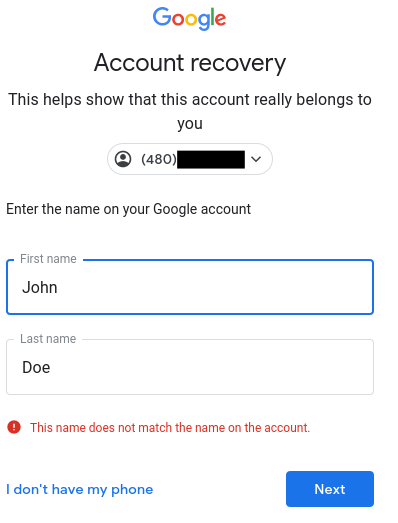 Google
Account recovery
This helps show that this account really belongs to
you
(480)
Enter the name on your Google account
First name
John
Last name
Doe
This name does not match the name on the account.
I don't have my phone
Next